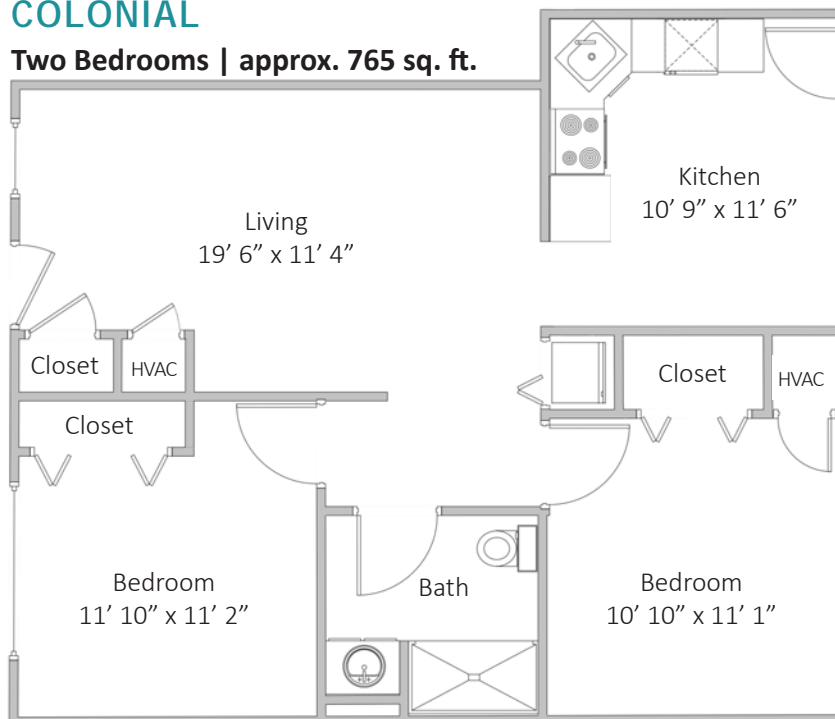 COLONIAL
Two Bedrooms | approx. 765 sq. ft.
Kitchen
10’ 9” x 11’ 6”
Living
19’ 6” x 11’ 4”
Closet
HVAC
Closet
HVAC
Closet
Bedroom
11’ 10” x 11’ 2”
Bath
Bedroom
10’ 10” x 11’ 1”